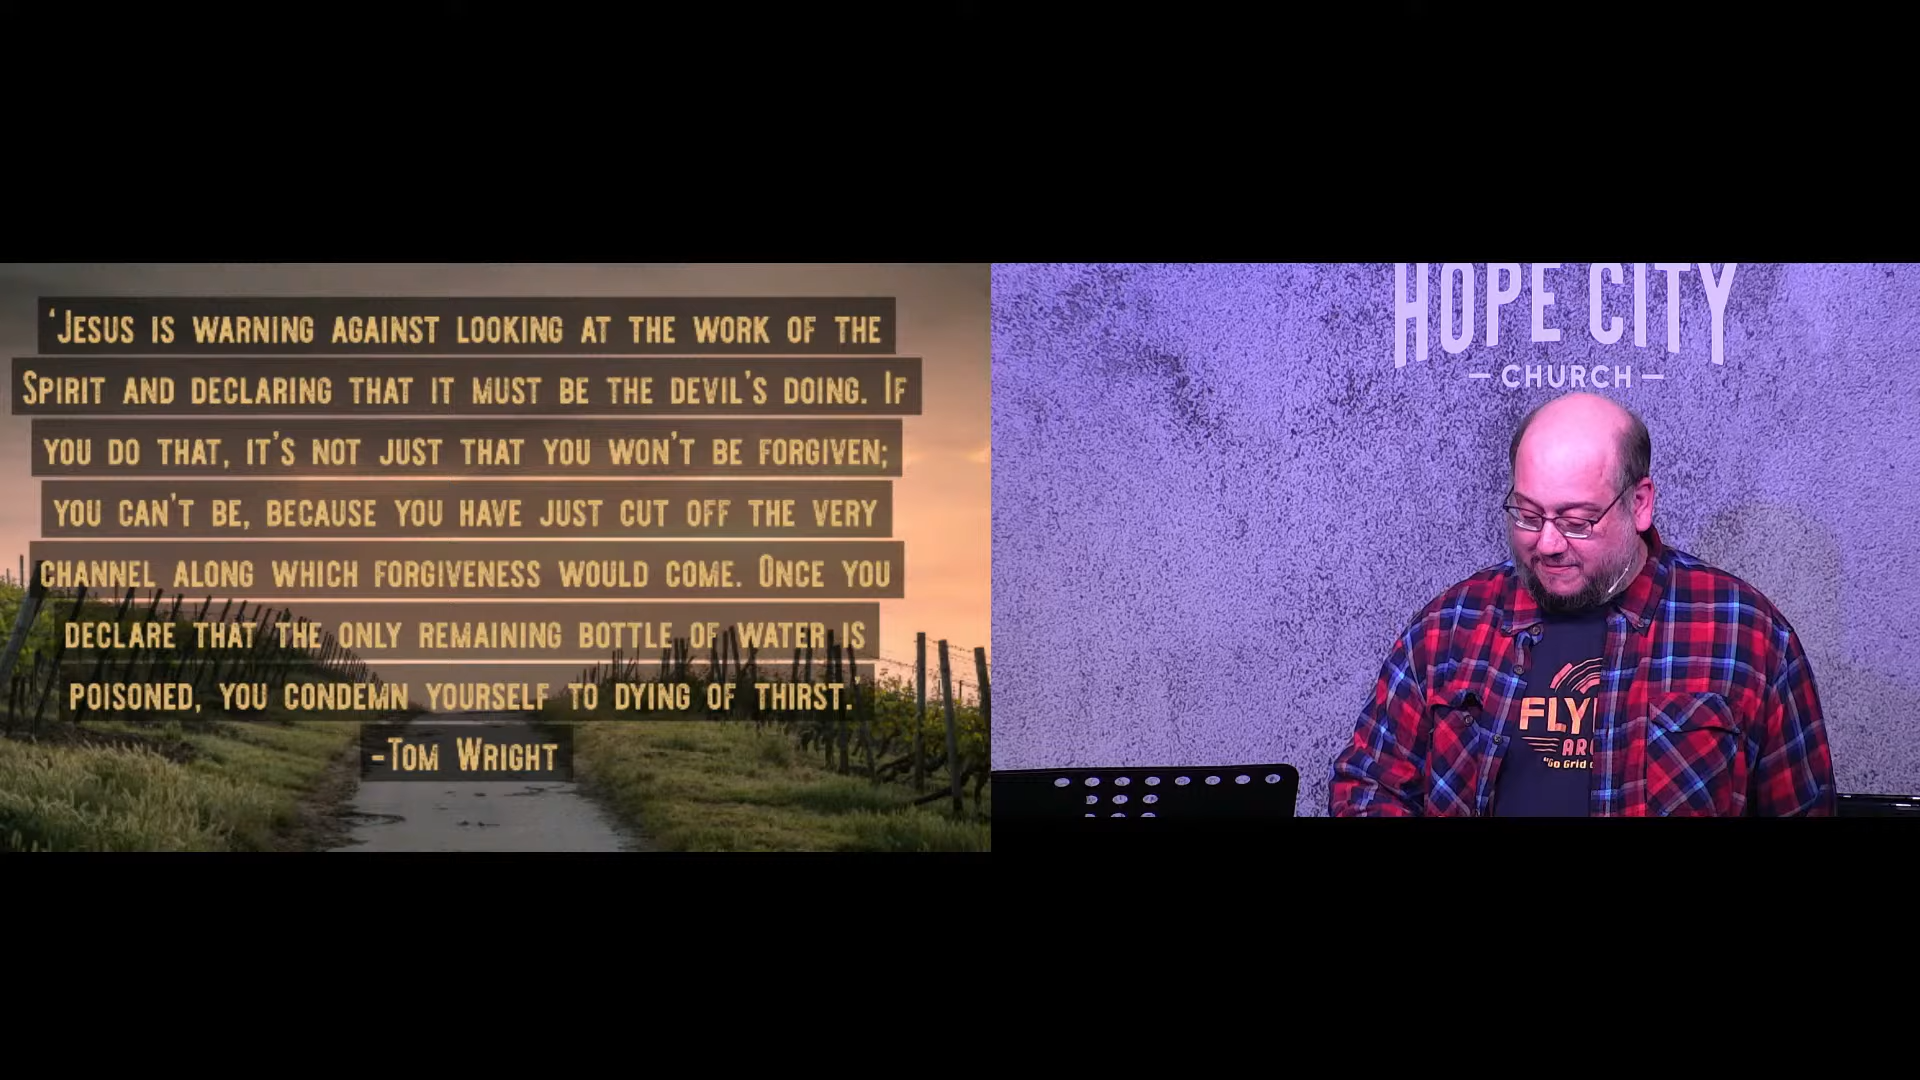 ‘Jesus is warning against looking at the work of the
Spirit and declaring that it must be the devil's doing. If
you do that, it's not just that you won't be forgiven;
you can't be, because you have just cut off the very
channel along which forgiveness would come. Once you
declare that the only remaining bottle of water is
poisoned, you condemn yourself to dying of thirst.
-Tom Wright
HOPE CITY
— CHURCH —
"Go Grid